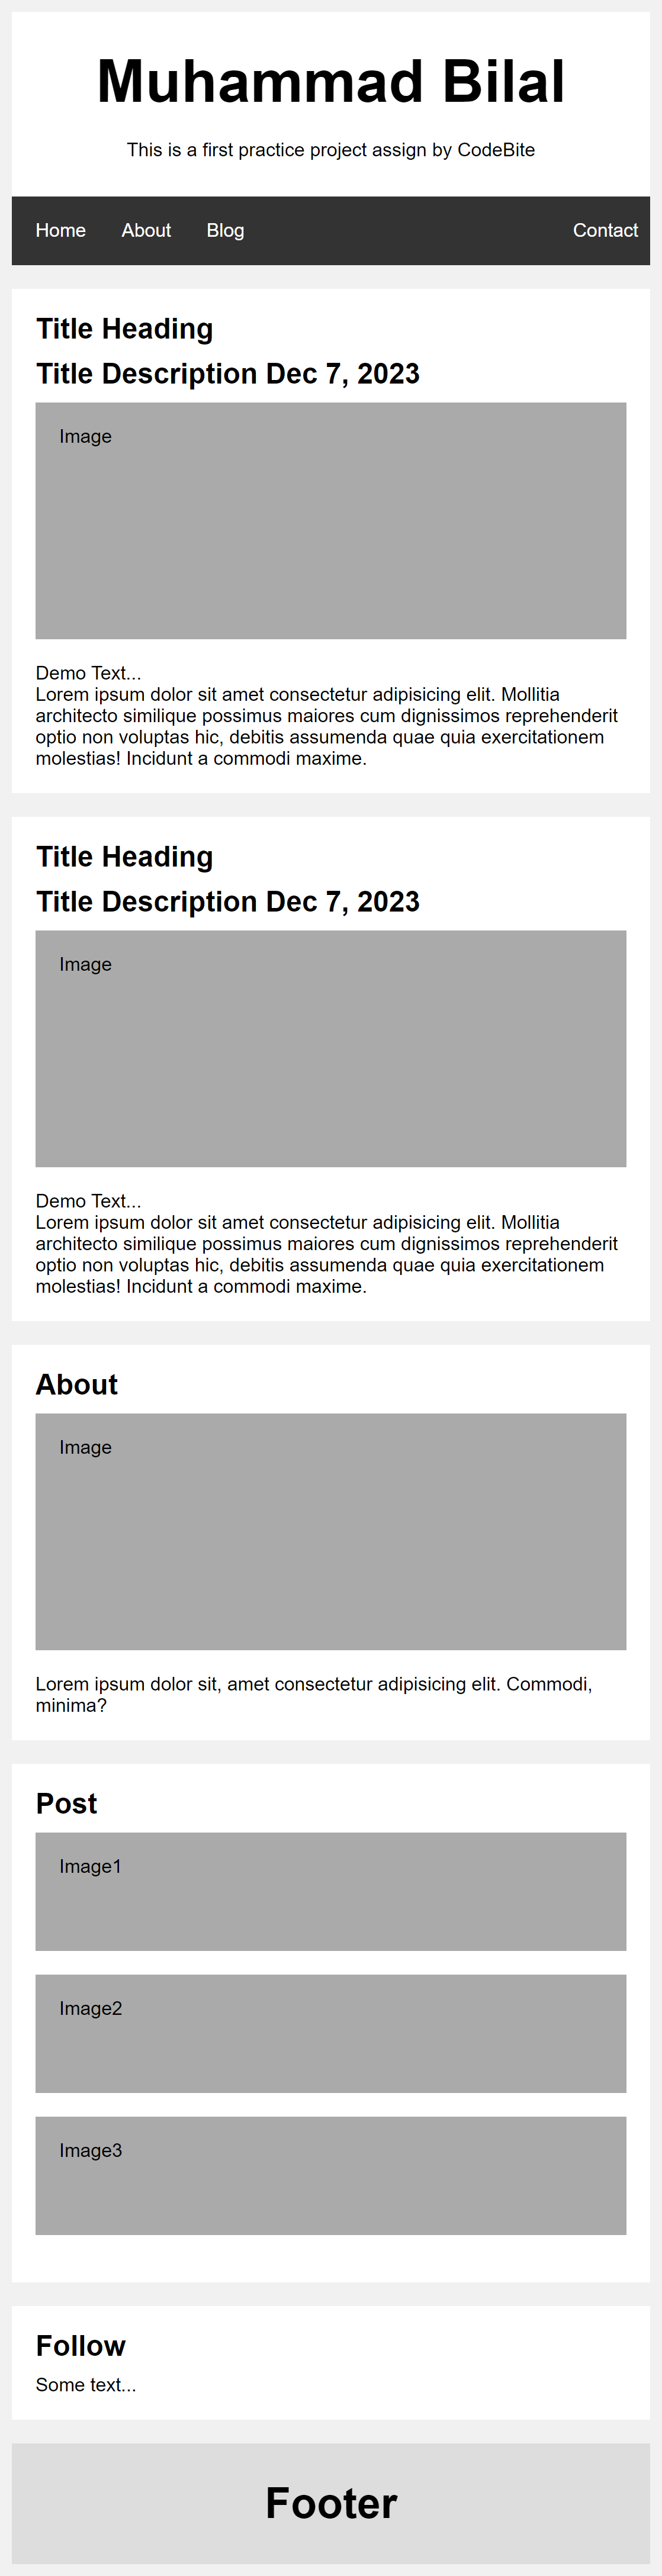 Muhammad Bilal
This is a first practice project assign by CodeBite
Home About Blog Contact
Title Heading
Title Description Dec 7, 2023
Image
Demo Text...
Lorem ipsum dolor sit amet consectetur adipisicing elit. Mollitia
architecto similique possimus maiores cum dignissimos reprehenderit
optio non voluptas hic, debitis assumenda quae quia exercitationem
molestias! Incidunt a commodi maxime.
Title Heading
Title Description Dec 7, 2023
Image
Demo Text...
Lorem ipsum dolor sit amet consectetur adipisicing elit. Mollitia
architecto similique possimus maiores cum dignissimos reprehenderit
optio non voluptas hic, debitis assumenda quae quia exercitationem
molestias! Incidunt a commodi maxime.
About
Image
Lorem ipsum dolor sit, amet consectetur adipisicing elit. Commodi,
minima?
Post
Image1
Image2
Image3
Follow
Some text...
Footer